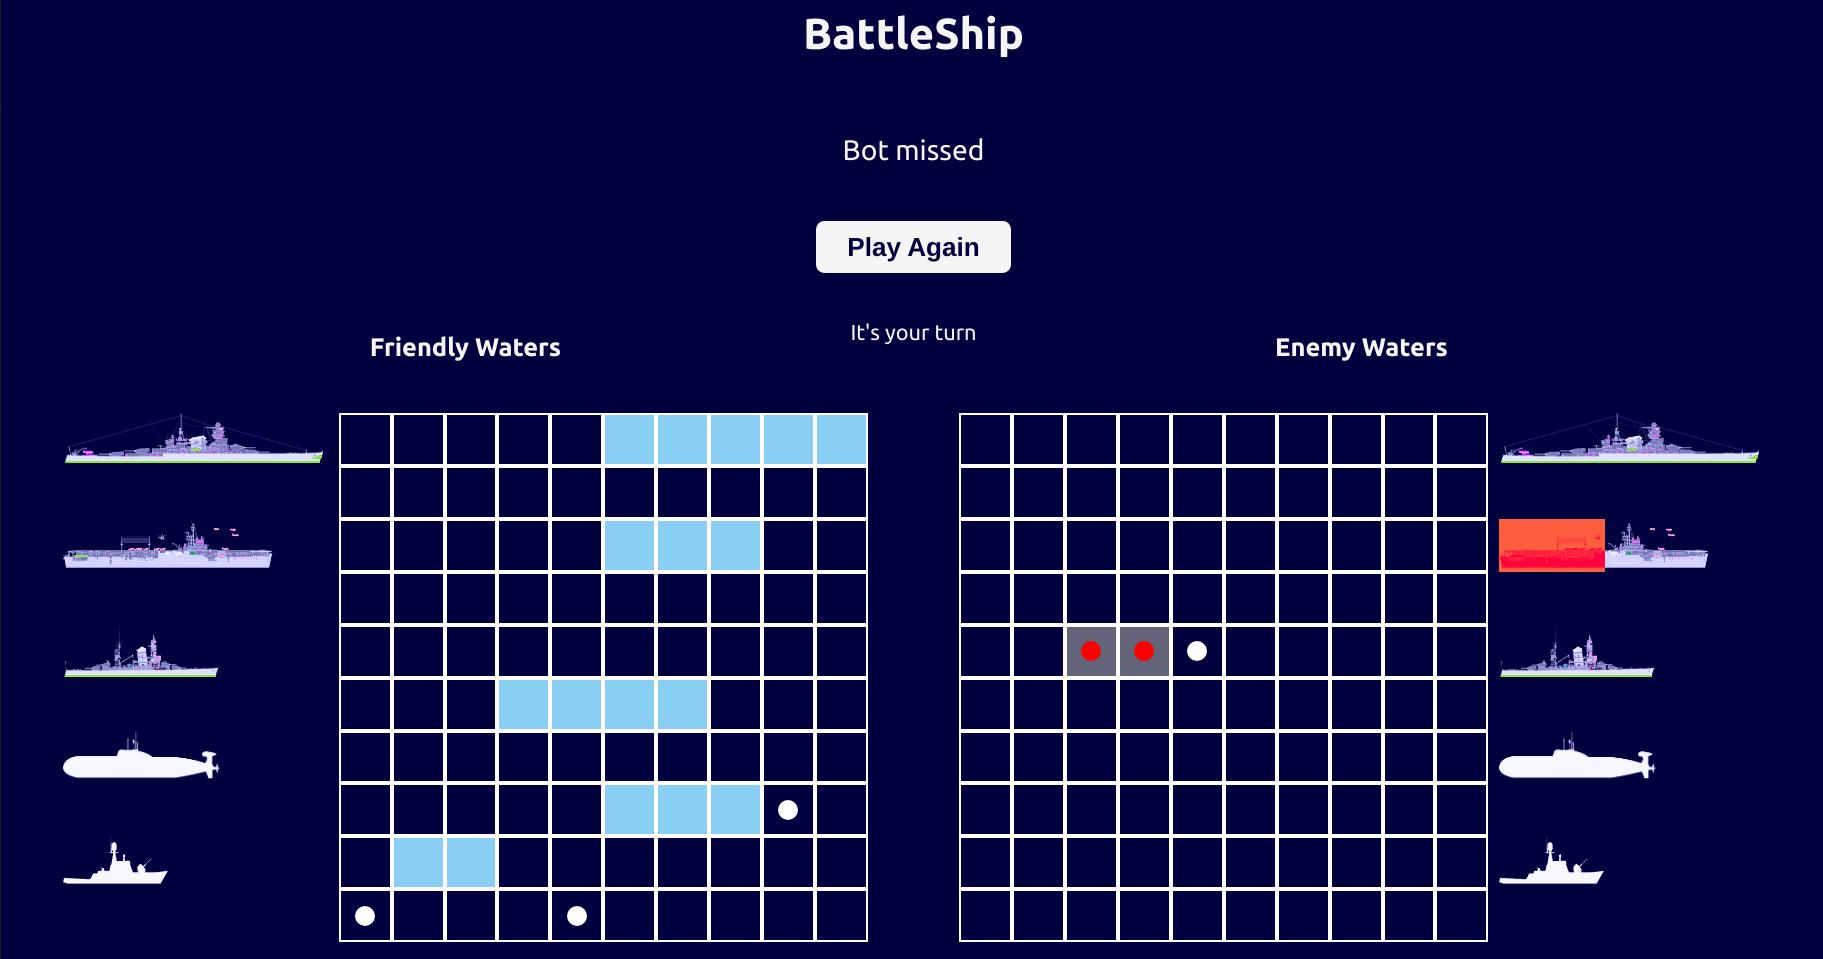 BattleShip
Bot missed
Play Again
It's your turn
Friendly Waters
Enemy Waters